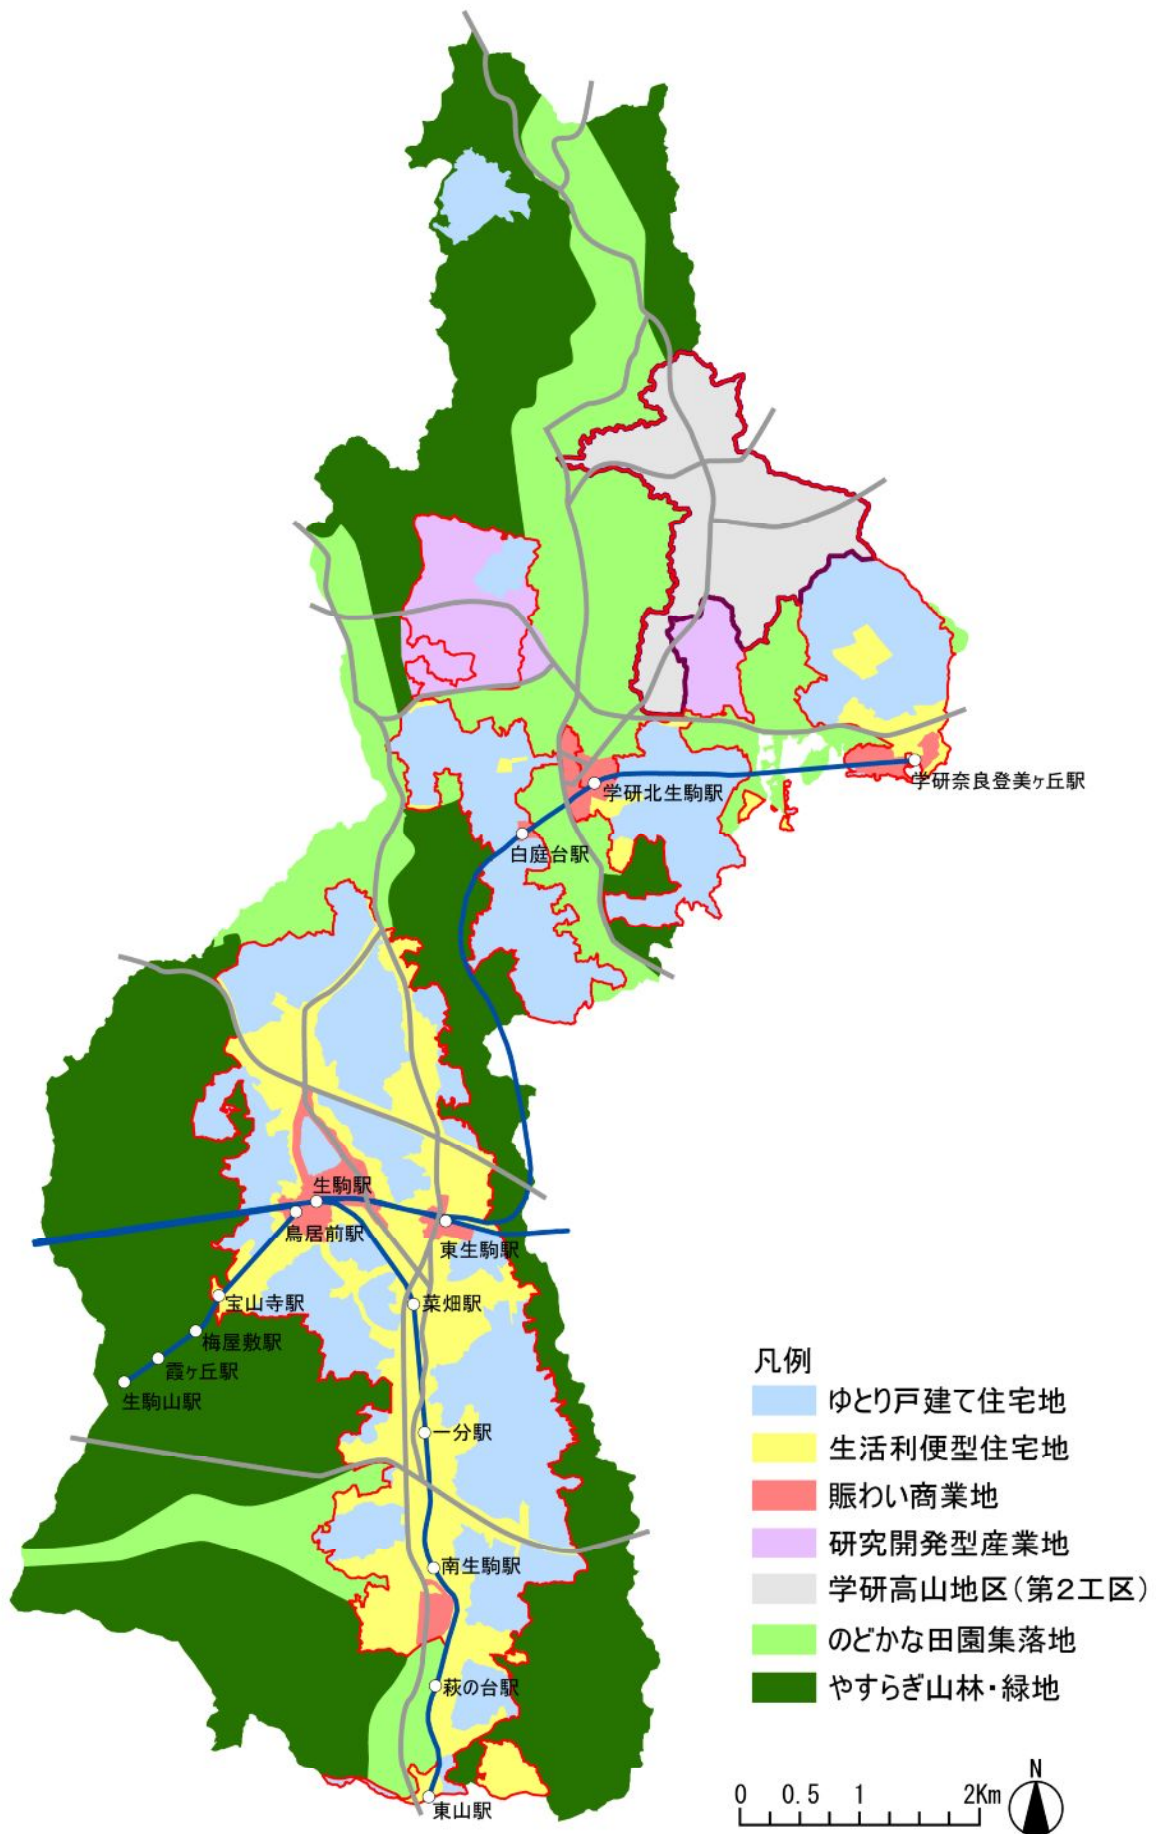 学研奈良登美ヶ丘駅
学研北生駒駅
白庭台駅
生駒駅
鳥居前駅
東生駒駅
宝山寺駅
菜畑駅
梅屋敷駅
霞ヶ丘駅
生駒山駅
一分駅
南生駒駅
萩の台駅
東山駅
凡例
ゆとり戸建て住宅地
生活利便型住宅地
賑わい商業地
研究開発型産業地
学研高山地区(第2工区)
のどかな田園集落地
やすらぎ山林・緑地
N
0 0.5 1 2Km